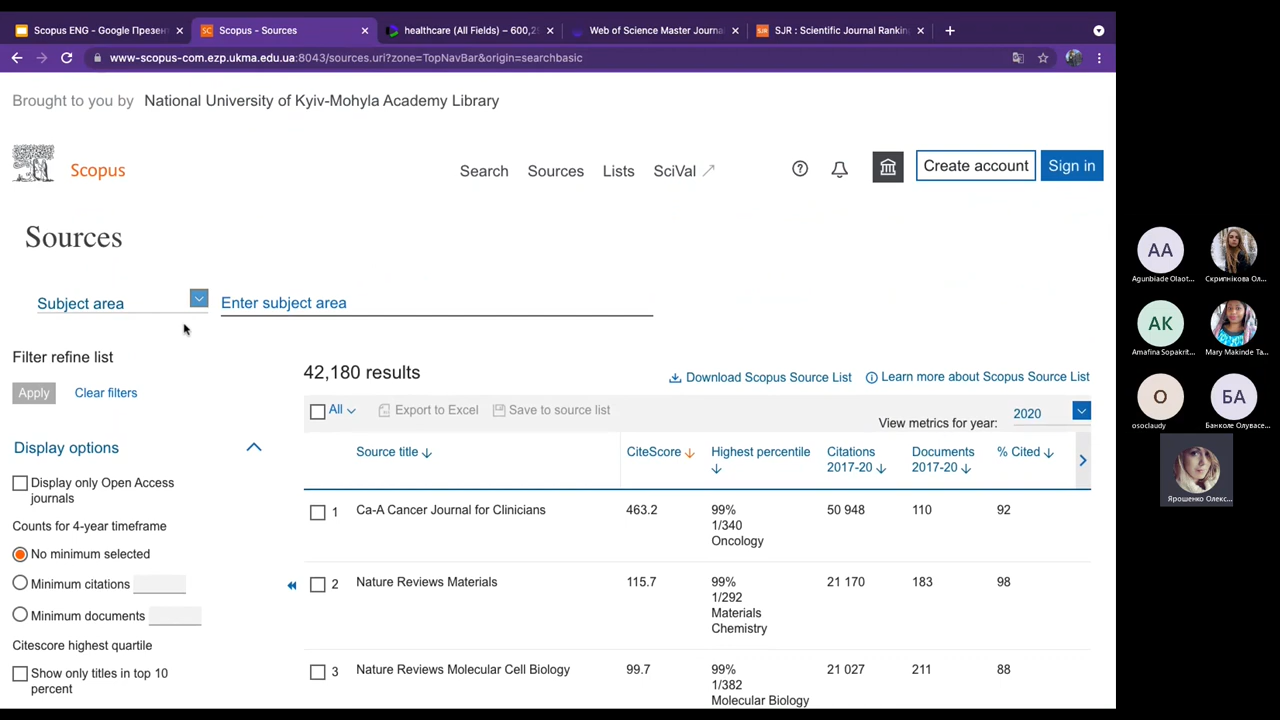 Scopus ENG - Google Презент
Scopus - Sources
healthcare (All Fields) – 600,2
Web of Science Master Journa
SJR : Scientific Journal Rankin
www-scopus-com.ezp.ukma.edu.ua:8043/sources.uri?zone=TopNavBar&origin=searchbasic
Brought to you by National University of Kyiv-Mohyla Academy Library
Scopus
Search Sources Lists SciVal
Create account Sign in
Sources
Subject area Enter subject area
Filter refine list
Apply Clear filters
42,180 results
Download Scopus Source List Learn more about Scopus Source List
All Export to Excel Save to source list
View metrics for year: 2020
Display options
Display only Open Access
journals
Counts for 4-year timeframe
No minimum selected
Minimum citations
Minimum documents
Citescore highest quartile
Show only titles in top 10
percent
Source title CiteScore Highest percentile Citations
2017-20 Documents
2017-20 % Cited
1 Ca-A Cancer Journal for Clinicians 463.2 99% 50 948 110 92
1/340
Oncology
2 Nature Reviews Materials 115.7 99% 21 170 183 98
1/292
Materials
Chemistry
3 Nature Reviews Molecular Cell Biology 99.7 99% 21 027 211 88
1/382
Molecular Biology
AA
Agunbiade Olaot...
Скрипнікова Ол...
AK
Amafina Sopakrit...
Mary Makinde Ta...
O
osoclaudy
БА
Банколе Олувасе...
Ярошенко Олекс...